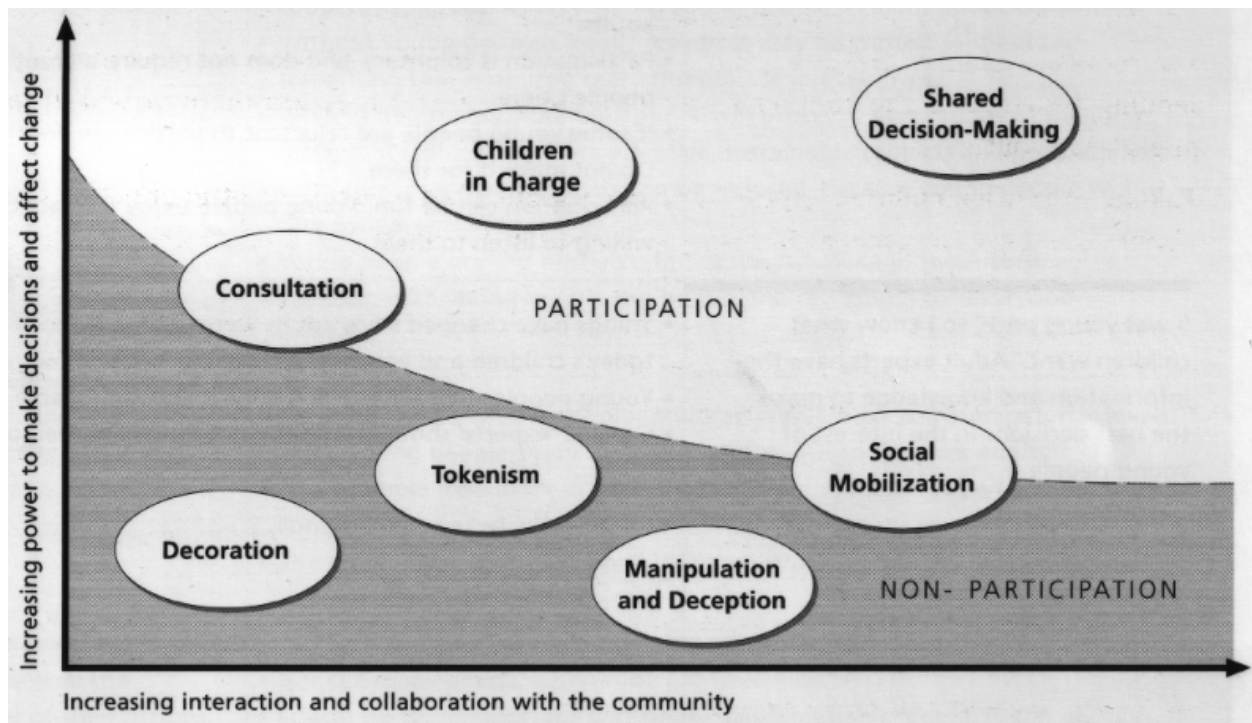 Increasing power to make decisions and affect change
Shared
Decision-Making
Children
in Charge
Consultation
PARTICIPATION
Tokenism
Social
Mobilization
Decoration
Manipulation
and Deception
NON- PARTICIPATION
Increasing interaction and collaboration with the community